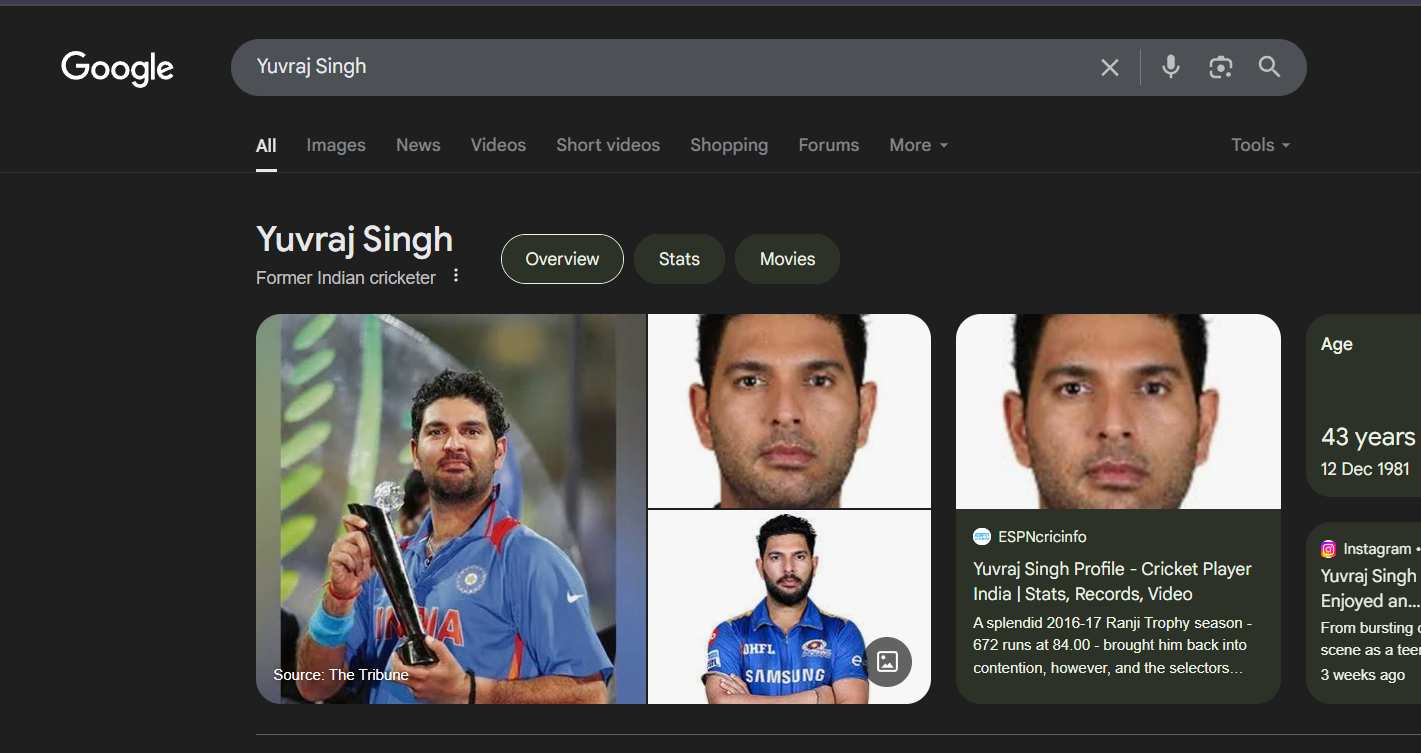 Google
Yuvraj Singh
All Images News Videos Short videos Shopping Forums More Tools
Yuvraj Singh
Former Indian cricketer
Overview Stats Movies
INDIA
Source: The Tribune
DHFL
SAMSUNG
ESPNcricinfo
Yuvraj Singh Profile - Cricket Player
India | Stats, Records, Video
A splendid 2016-17 Ranji Trophy season -
672 runs at 84.00 - brought him back into
contention, however, and the selectors...
Age
43 years
12 Dec 1981
Instagram •
Yuvraj Singh
Enjoyed an...
From bursting
scene as a
3 weeks ago